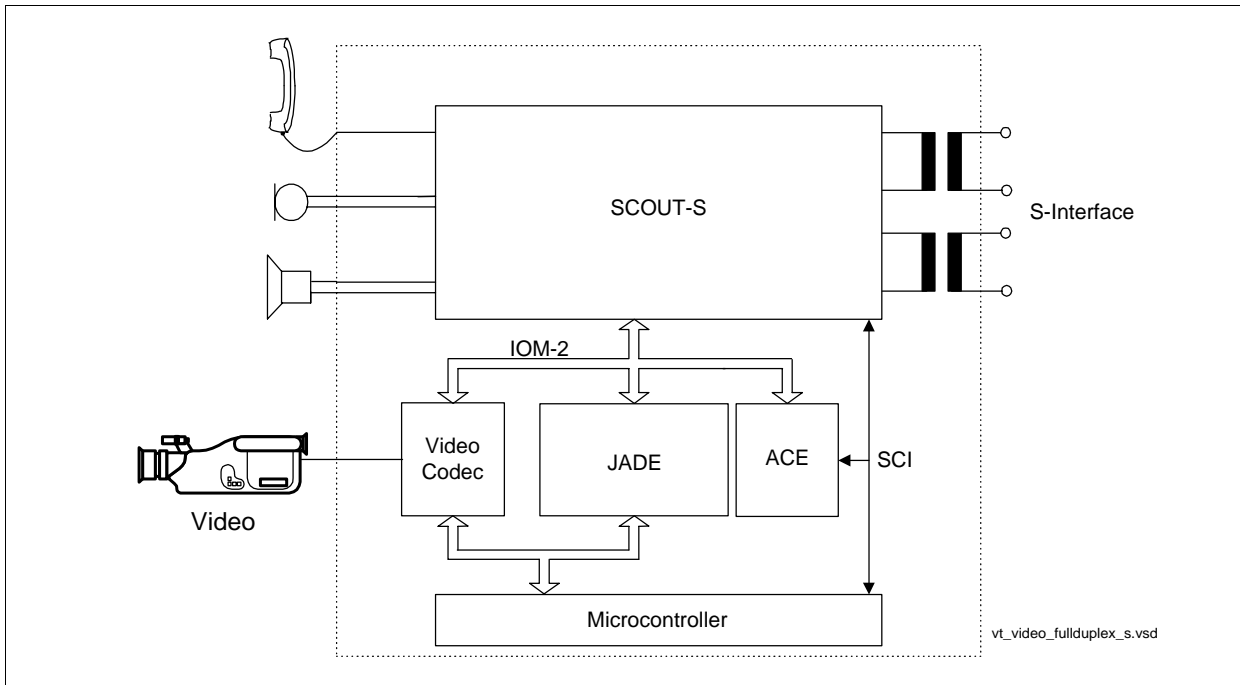 SCOUT-S
S-Interface
IOM-2
Video
Codec
JADE
ACE
SCI
Video
Microcontroller
vt_video_fullduplex_s.vsd